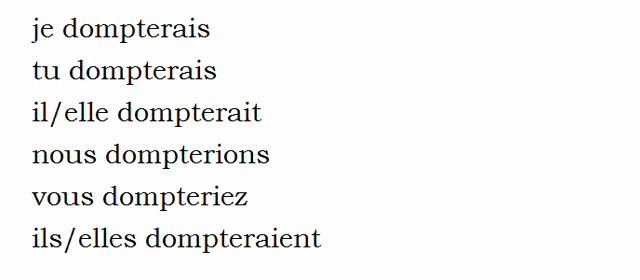 je dompterais
tu dompterais
il/elle dompterait
nous dompterions
vous dompteriez
ils/elles dompteraient